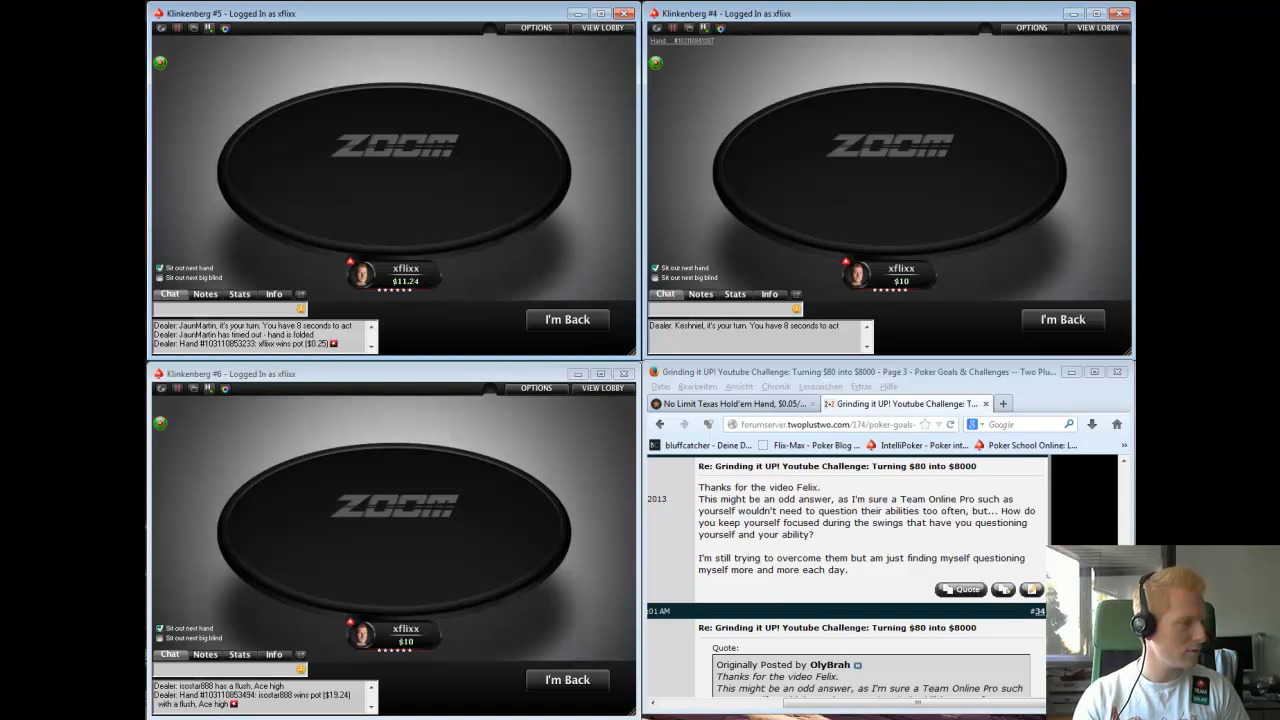 Klinkenberg #5 - Logged In as xflixx
OPTIONS
VIEW LOBBY
ZOOM
xflixx
$11.24
Sit out next hand
Sit out next big blind
Chat Notes Stats Info
Dealer: JaunMartin, it's your turn. You have 8 seconds to act
Dealer: JaunMartin has timed out - hand is folded
Dealer: Hand #103110853233: xflixx wins pot ($0.25)
I'm Back
Klinkenberg #4 - Logged In as xflixx
OPTIONS
VIEW LOBBY
ZOOM
xflixx
$10
Sit out next hand
Sit out next big blind
Chat Notes Stats Info
Dealer: Keshniel, it's your turn. You have 8 seconds to act
I'm Back
Klinkenberg #6 - Logged In as xflixx
OPTIONS
VIEW LOBBY
ZOOM
xflixx
$10
Sit out next hand
Sit out next big blind
Chat Notes Stats Info
Dealer: isostar888 has a flush, Ace high
Dealer: Hand #103110853494: isostar888 wins pot ($19.24)
with a flush, Ace high
I'm Back
Grinding it UP! Youtube Challenge: Turning $80 into $8000 - Page 3 - Poker Goals & Challenges -- Two Plu...
Datei Bearbeiten Ansicht Chronik Lesezeichen Extras Hilfe
No Limit Texas Hold'em Hand, $0.05/...
2+2 Grinding it UP! Youtube Challenge: T...
forumserver.twoplustwo.com/174/poker-goals-
Google
bluffcatcher - Deine D... Flix-Max - Poker Blog ... IntelliPoker - Poker int... Poker School Online: L...
Re: Grinding it UP! Youtube Challenge: Turning $80 into $8000
2013
Thanks for the video Felix.
This might be an odd answer, as I'm sure a Team Online Pro such as
yourself wouldn't need to question their abilities too often, but... How do
you keep yourself focused during the swings that have you questioning
yourself and your ability?
I'm still trying to overcome them but am just finding myself questioning
myself more and more each day.
Quote
:01 AM
#34
Re: Grinding it UP! Youtube Challenge: Turning $80 into $8000
Quote:
Originally Posted by OlyBrah
Thanks for the video Felix.
This might be an odd answer, as I'm sure a Team Online Pro such